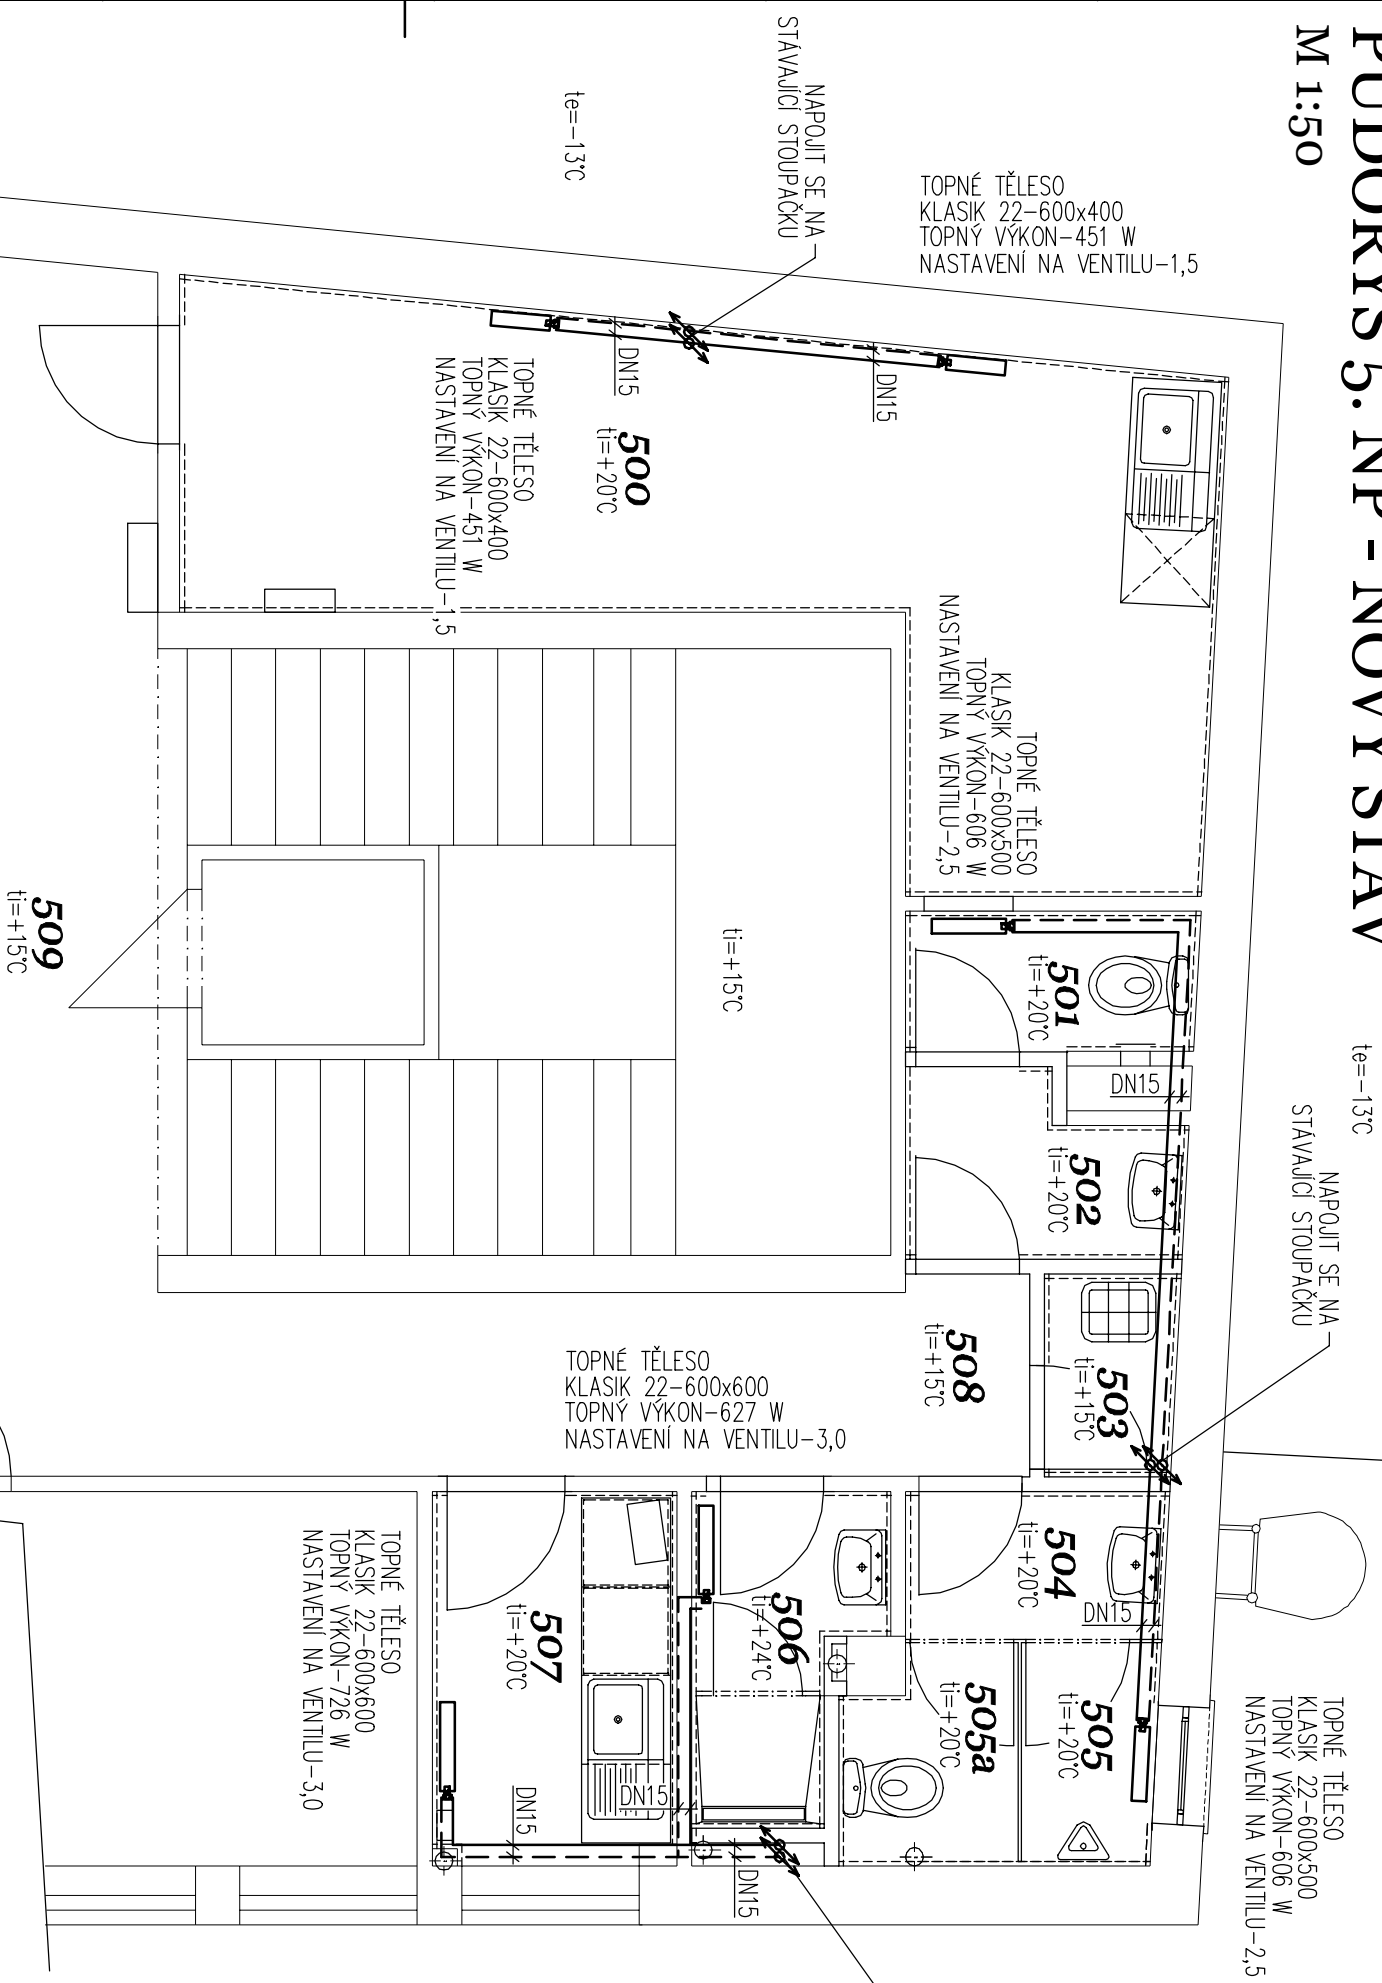 PŮDORYS 5. NP - NOVÝ STAV
M 1:50
NAPOJIT SE NA
STÁVAJÍCÍ STOUPAČKU
te=-13°C
TOPNÉ TĚLESO
KLASIK 22-600x400
TOPNÝ VÝKON-451 W
NASTAVENÍ NA VENTILU-1,5
DN15
DN15
500
ti=+20°C
TOPNÉ TĚLESO
KLASIK 22-600x400
TOPNÝ VÝKON-451 W
NASTAVENÍ NA VENTILU-1,5
TOPNÉ TĚLESO
KLASIK 22-600x500
TOPNÝ VÝKON-606 W
NASTAVENÍ NA VENTILU-2,5
509
ti=+15°C
ti=+15°C
501
ti=+20°C
DN15
te=-13°C
NAPOJIT SE NA
STÁVAJÍCÍ STOUPAČKU
502
ti=+20°C
503
ti=+15°C
508
ti=+15°C
TOPNÉ TĚLESO
KLASIK 22-600x600
TOPNÝ VÝKON-627 W
NASTAVENÍ NA VENTILU-3,0
504
ti=+20°C
DN15
505
ti=+20°C
505a
ti=+20°C
506
ti=+24°C
507
ti=+20°C
TOPNÉ TĚLESO
KLASIK 22-600x600
TOPNÝ VÝKON-726 W
NASTAVENÍ NA VENTILU-3,0
TOPNÉ TĚLESO
KLASIK 22-600x500
TOPNÝ VÝKON-606 W
NASTAVENÍ NA VENTILU-2,5
DN15
DN15
DN15